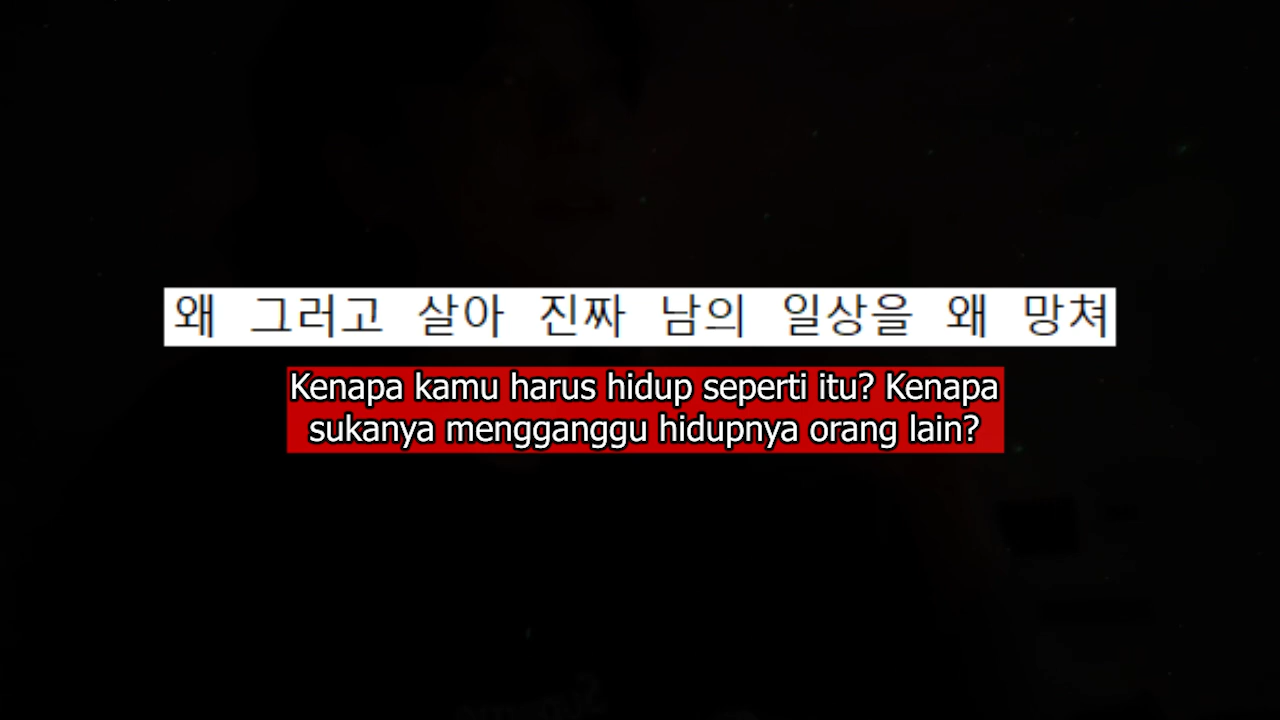 왜 그러고 살아 진짜 남의 일상을 왜 망쳐
Kenapa kamu harus hidup seperti itu? Kenapa
sukanya mengganggu hidupnya orang lain?